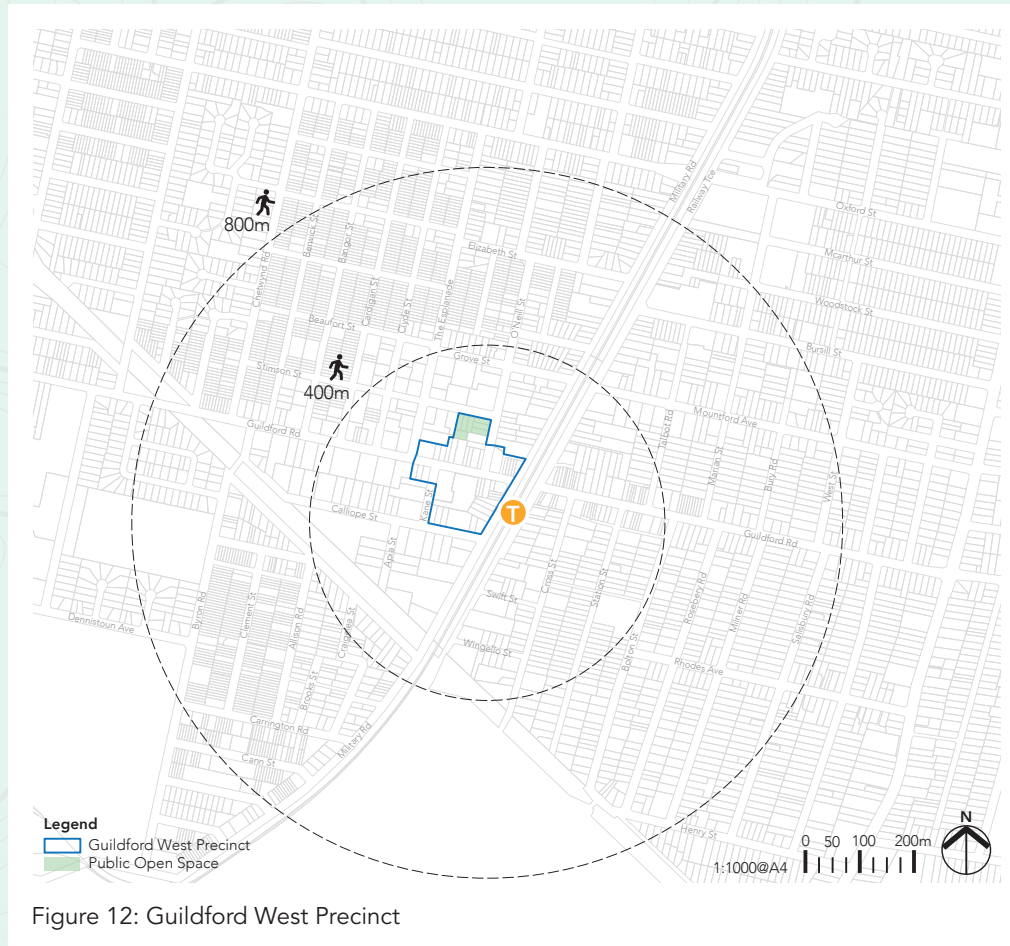 Military Rd
Railway Tce
Oxford St
800m
Berwick St
Chetwynd Rd
Elizabeth St
Mcarthur St
Cardigan St
Clyde St
The Esplanade
O'Neill St
Woodstock St
Beaufort St
Bursill St
Grove St
Stimson St
400m
Mountford Ave
Talbot Rd
Guildford Rd
Marian St
Bury Rd
West St
Kane St
T
Calliope St
Guildford Rd
Apia St
Cross St
Station St
Swift St
Rosebery Rd
Milner Rd
Salisbury Rd
Byron Rd
Clement St
Alison Rd
Craigslea St
Dennistoun Ave
Wingello St
Bolton St
Rhodes Ave
Brooks St
Carrington Rd
Military Rd
Cann St
Henry St
Legend
Guildford West Precinct
Public Open Space
N
0 50 100 200m
1:1000@A4
Figure 12: Guildford West Precinct